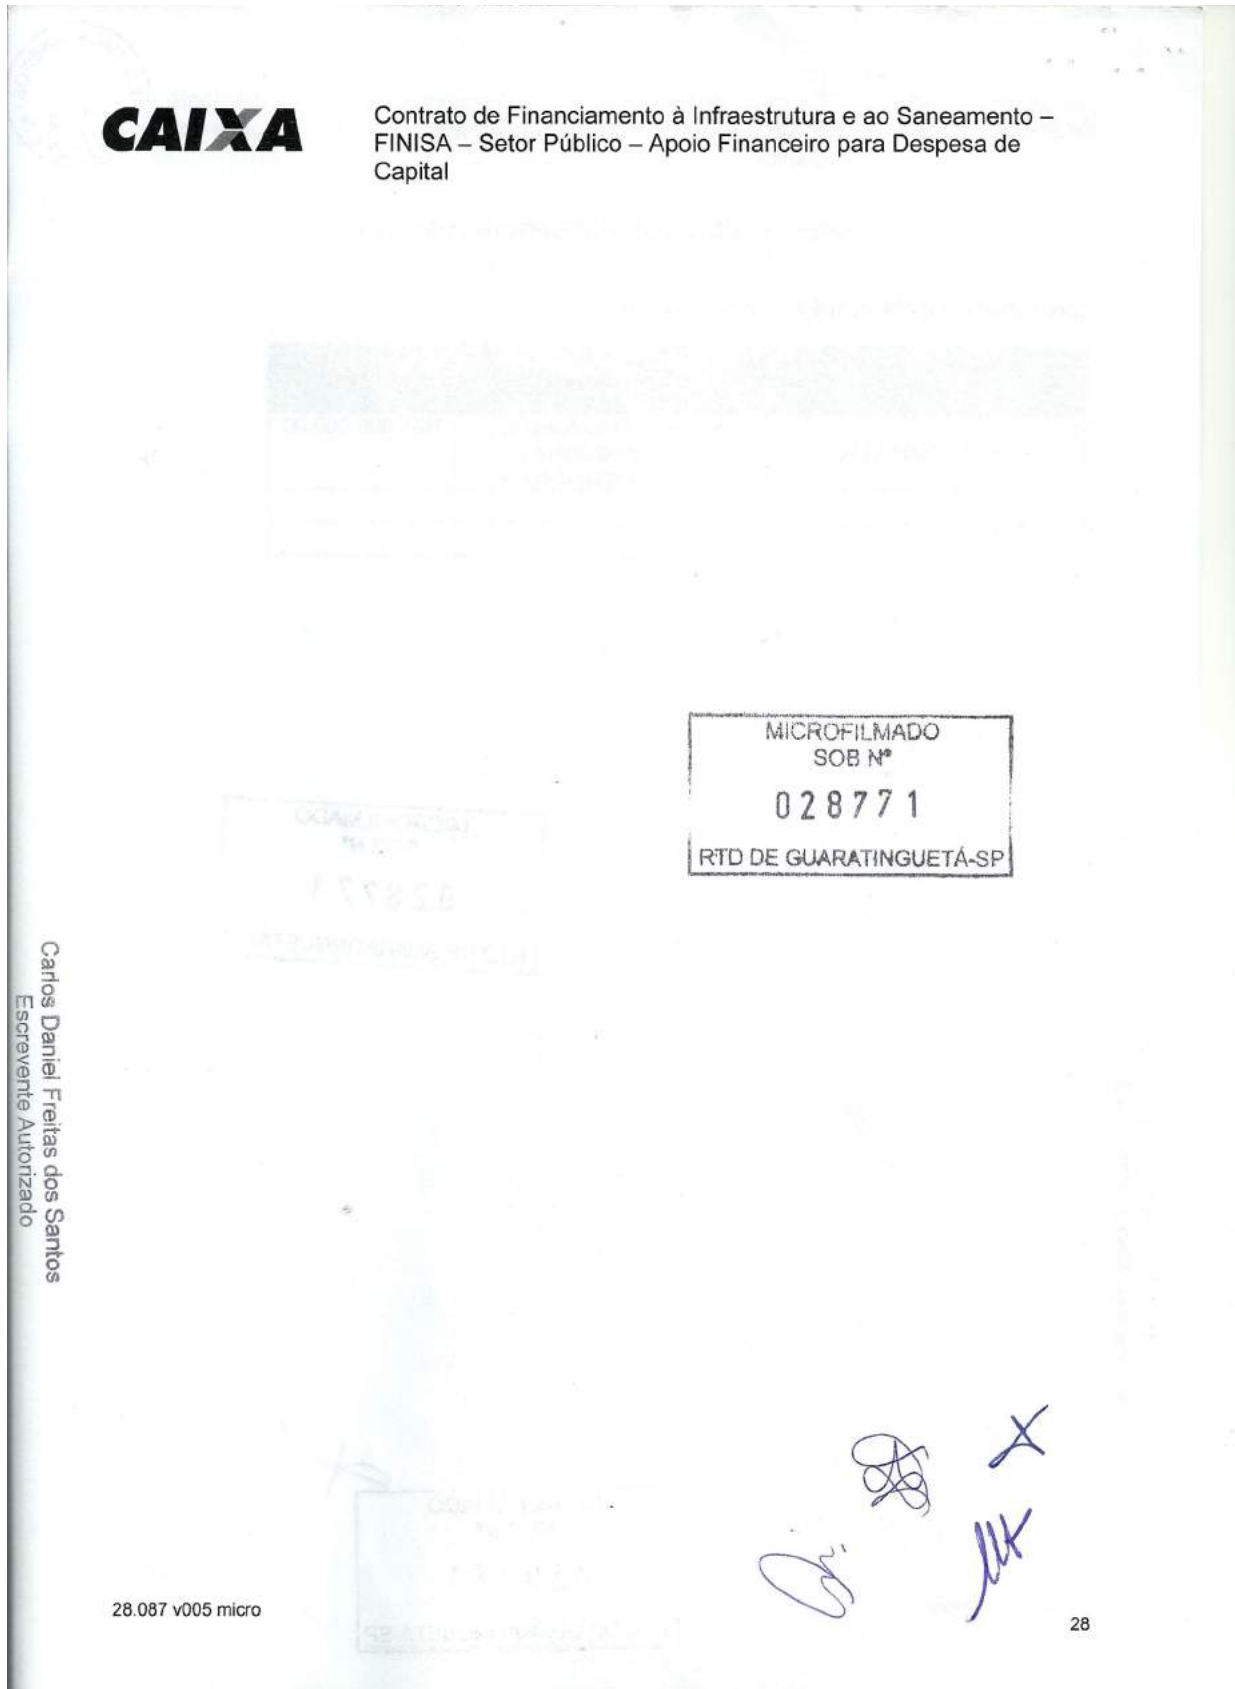 CAIXA
Contrato de Financiamento à Infraestrutura e ao Saneamento –
FINISA – Setor Público – Apoio Financeiro para Despesa de
Capital
MICROFILMADO
SOB Nº
028771
RTD DE GUARATINGUETÁ-SP
Carlos Daniel Freitas dos Santos
Escrevente Autorizado
28.087 v005 micro
28